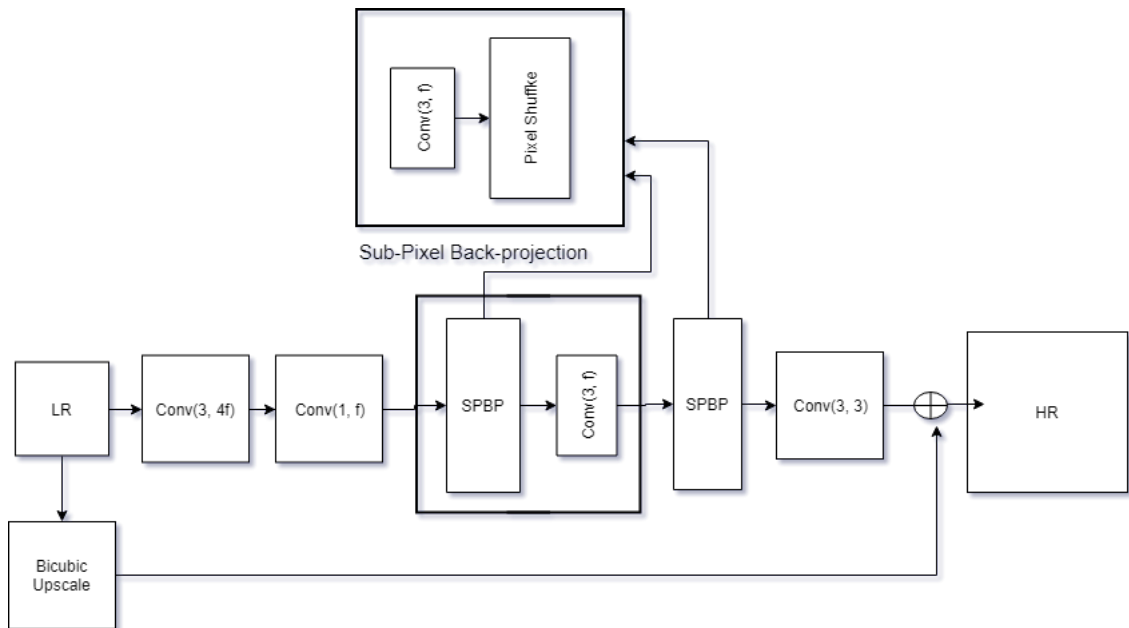 Conv(3, f)
Pixel Shuffke
Sub-Pixel Back-projection
LR
Conv(3, 4f)
Conv(1, f)
SPBP
Conv(3, f)
SPBP
Conv(3, 3)
HR
Bicubic
Upscale